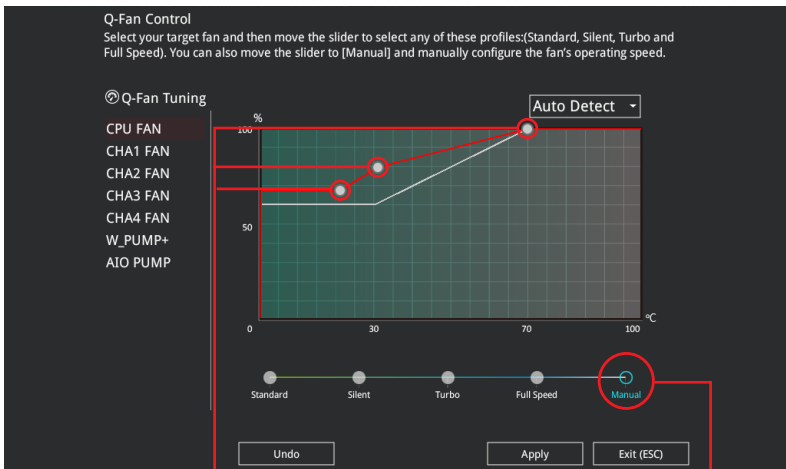 Q-Fan Control
Select your target fan and then move the slider to select any of these profiles:(Standard, Silent, Turbo and
Full Speed). You can also move the slider to [Manual] and manually configure the fan's operating speed.
Q-Fan Tuning
Auto Detect
CPU FAN
CHA1 FAN
CHA2 FAN
CHA3 FAN
CHA4 FAN
W_PUMP+
AIO PUMP
%
100
50
0 30 70 100 ºC
Standard Silent Turbo Full Speed Manual
Undo Apply Exit (ESC)